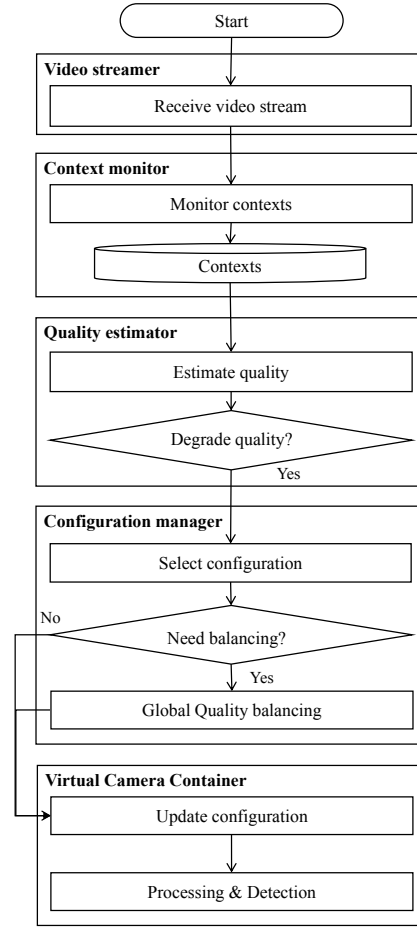 Start
Video streamer
Receive video stream
Context monitor
Monitor contexts
Contexts
Quality estimator
Estimate quality
Degrade quality?
Yes
Configuration manager
Select configuration
No
Need balancing?
Yes
Global Quality balancing
Virtual Camera Container
Update configuration
Processing & Detection